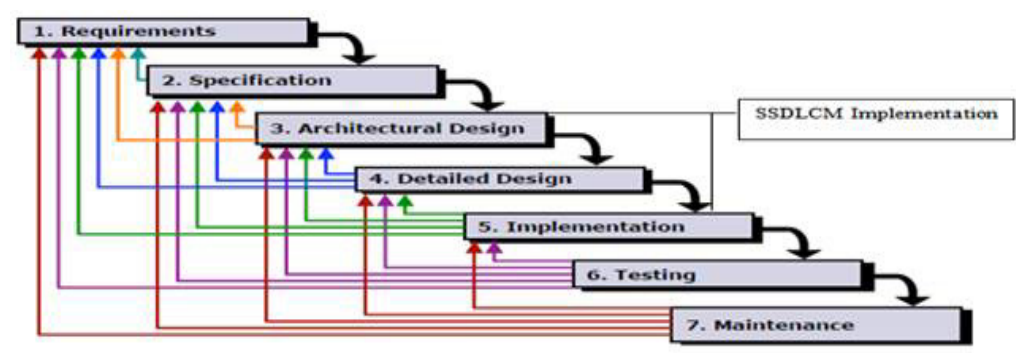 1. Requirements
2. Specification
SSDLCM Implementation
3. Architectural Design
4. Detailed Design
5. Implementation
6. Testing
7. Maintenance